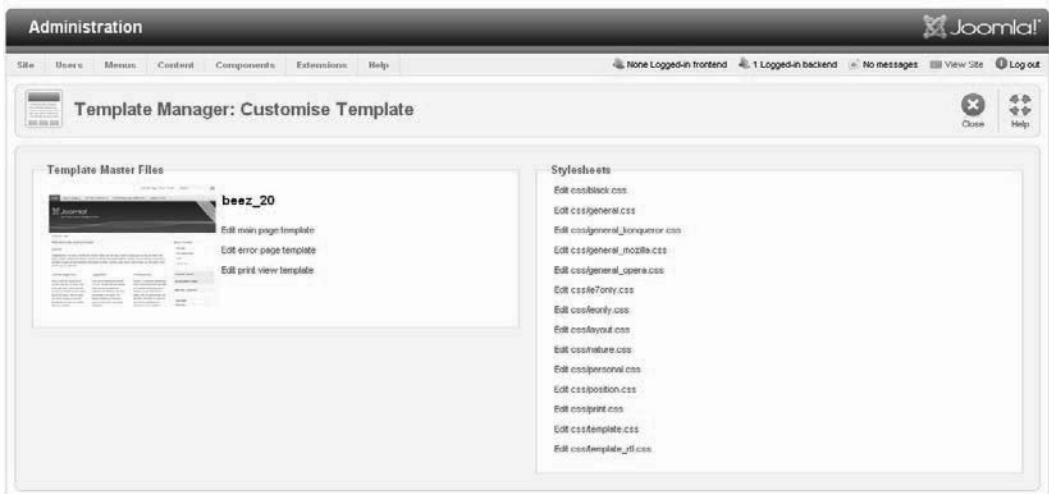 Administration
Joomla!
Site Users Menus Content Components Extensions Help
None Logged-in frontend 1 Logged-in backend No messages View Site Log out
Template Manager: Customise Template
Close
Help
Template Master Files
Joomla!
beez_20
Edit main page template
Edit error page template
Edit print view template
Stylesheets
Edit css/black.css
Edit css/general.css
Edit css/general_konqueror.css
Edit css/general_mozilla.css
Edit css/general_opera.css
Edit css/ie7only.css
Edit css/ieonly.css
Edit css/layout.css
Edit css/nature.css
Edit css/personal.css
Edit css/position.css
Edit css/print.css
Edit css/template.css
Edit css/template_rtl.css